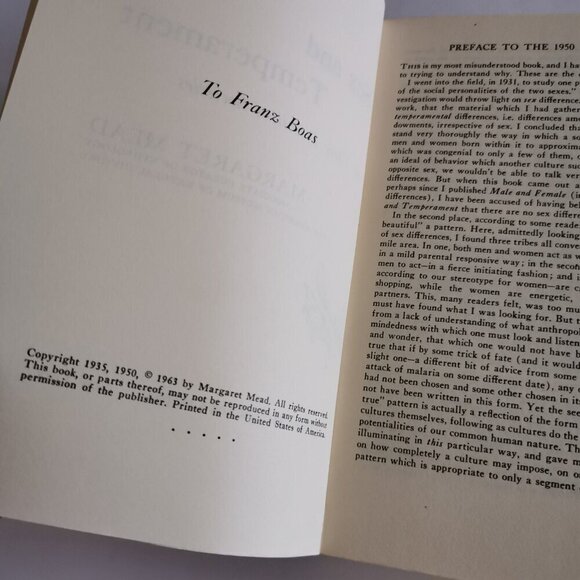 To Franz Boas
Copyright 1935, 1950, © 1963 by Margaret Mead. All rights reserved.
This book, or parts thereof, may not be reproduced in any form without
permission of the publisher. Printed in the United States of America.
. . . . .
PREFACE TO THE 1950
THIS is my most misunderstood book, and I ha
to trying to understand why. These are the
I went into the field, in 1931, to study one p
of the social personalities of the two sexes."
vestigation would throw light on sex differenc
work, that the material which I had gather
temperamental differences, i.e. differences am
dowments, irrespective of sex. I concluded tha
stand very thoroughly the way in which a so
men and women born within it to approxima
which was congenial to only a few of them,
an ideal of behavior which another culture su
opposite sex, we wouldn't be able to talk ver
differences. But when this book came out a
perhaps since I published Male and Female (i
differences), I have been accused of having bel
and Temperament that there are no sex differ
In the second place, according to some reade
beautiful" a pattern. Here, admittedly looking
of sex differences, I found three tribes all conve
mile area. In one, both men and women act as w
in a mild parental responsive way; in the secon
men to act—in a fierce initiating fashion; and i
according to our stereotype for women—are c
shopping, while the women are energetic,
partners. This, many readers felt, was too mu
must have found what I was looking for. But t
from a lack of understanding of what anthropo
mindedness with which one must look and listen
and wonder, that which one would not have b
true that if by some trick of fate (and it would
slight one—a different bit of advice from some
attack of malaria on some different date), any
had not been chosen and some other chosen in its
not have been written in this form. Yet the see
true" pattern is actually a reflection of the form
cultures themselves, following as cultures do the
potentialities of our common human nature. Th
illuminating in this particular way, and gave m
on how completely a culture may impose, on o
pattern which is appropriate to only a segment